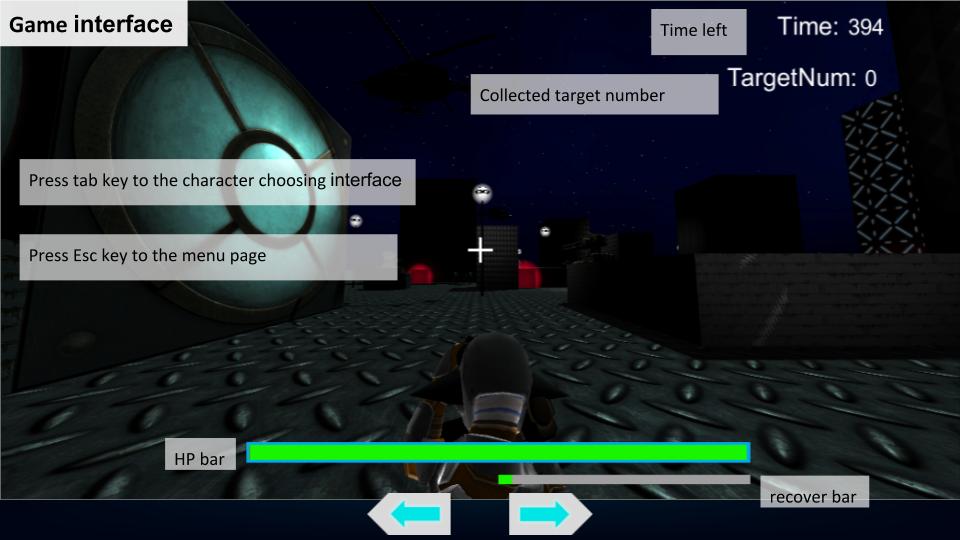 Game interface
Time left
Time: 394
TargetNum: 0
Collected target number
Press tab key to the character choosing interface
Press Esc key to the menu page
HP bar
recover bar